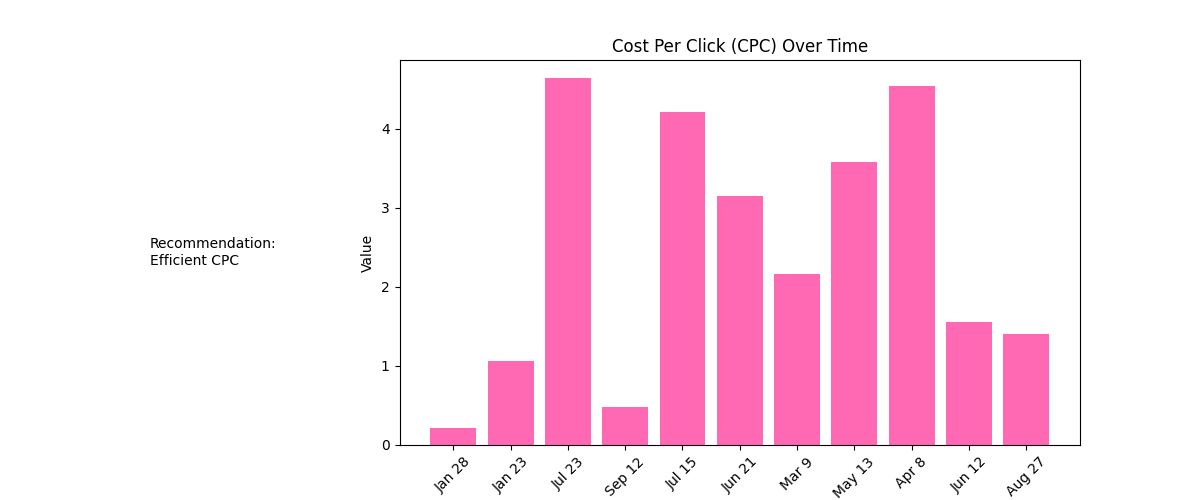 Cost Per Click (CPC) Over Time
Recommendation:
Efficient CPC
Value
4
3
2
1
0
Jan 28
Jan 23
Jul 23
Sep 12
Jul 15
Jun 21
Mar 9
May 13
Apr 8
Jun 12
Aug 27